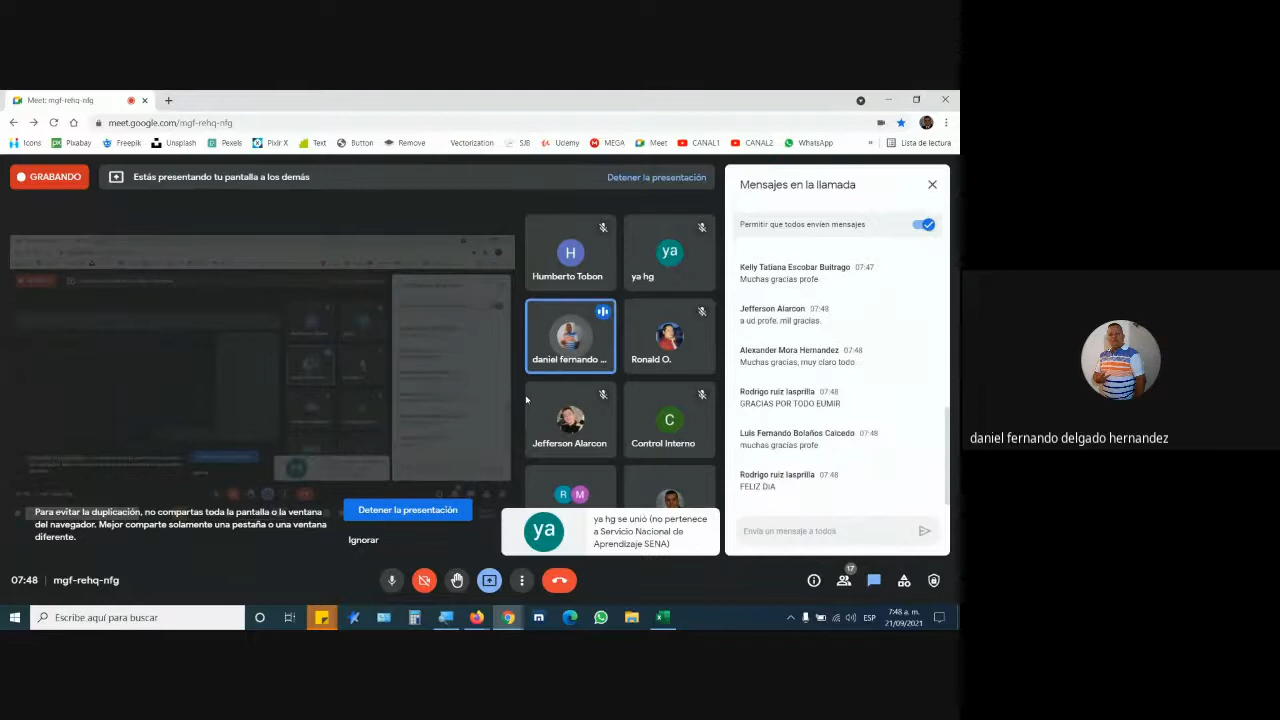 Meet: mgf-rehq-nfg
meet.google.com/mgf-rehq-nfg
Icons Pixabay Freepik Unsplash Pexels Pixir X Text Button Remove Vectorization SJB Udemy MEGA Meet CANAL1 CANAL2 WhatsApp » Lista de lectura
GRABANDO
Estás presentando tu pantalla a los demás
Detener la presentación
Humberto Tobon
ya
ya hg
daniel fernando ...
Ronald O.
Jefferson Alarcon
C
Control Interno
H
R M
Para evitar la duplicación, no compartas toda la pantalla o la ventana
del navegador. Mejor comparte solamente una pestaña o una ventana
diferente.
Detener la presentación
Ignorar
ya
ya hg se unió (no pertenece
a Servicio Nacional de
Aprendizaje SENA)
Mensajes en la llamada
Permitir que todos envíen mensajes
Kelly Tatiana Escobar Buitrago 07:47
Muchas gracias profe
Jefferson Alarcon 07:48
a ud profe. mil gracias.
Alexander Mora Hernandez 07:48
Muchas gracias, muy claro todo
Rodrigo ruiz lasprilla 07:48
GRACIAS POR TODO EUMIR
Luis Fernando Bolaños Caicedo 07:48
muchas gracias profe
Rodrigo ruiz lasprilla 07:48
FELIZ DIA
Envía un mensaje a todos
07:48 | mgf-rehq-nfg
17
Escribe aquí para buscar
ESP
7:48 a. m.
21/09/2021
daniel fernando delgado hernandez